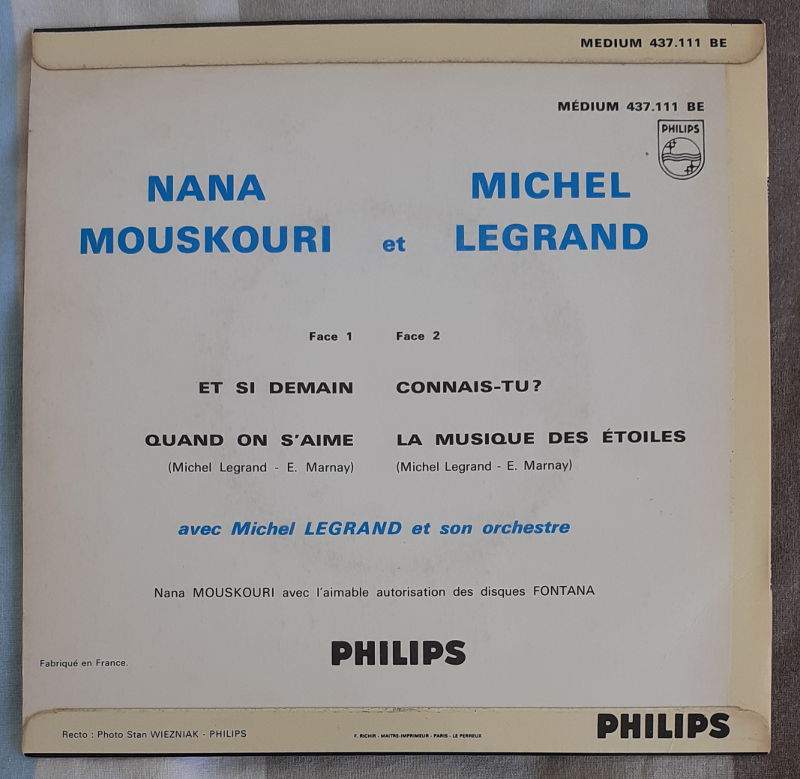 MEDIUM 437.111 BE
MÉDIUM 437.111 BE
PHILIPS
NANA MICHEL
MOUSKOURI et LEGRAND
Face 1 Face 2
ET SI DEMAIN CONNAIS-TU?
QUAND ON S'AIME LA MUSIQUE DES ÉTOILES
(Michel Legrand - E. Marnay) (Michel Legrand - E. Marnay)
avec Michel LEGRAND et son orchestre
Nana MOUSKOURI avec l'aimable autorisation des disques FONTANA
PHILIPS
Fabriqué en France.
Recto : Photo Stan WIEZNIAK - PHILIPS
F. RICHIR - MAITRE-IMPRIMEUR - PARIS - LE PERREUX
PHILIPS